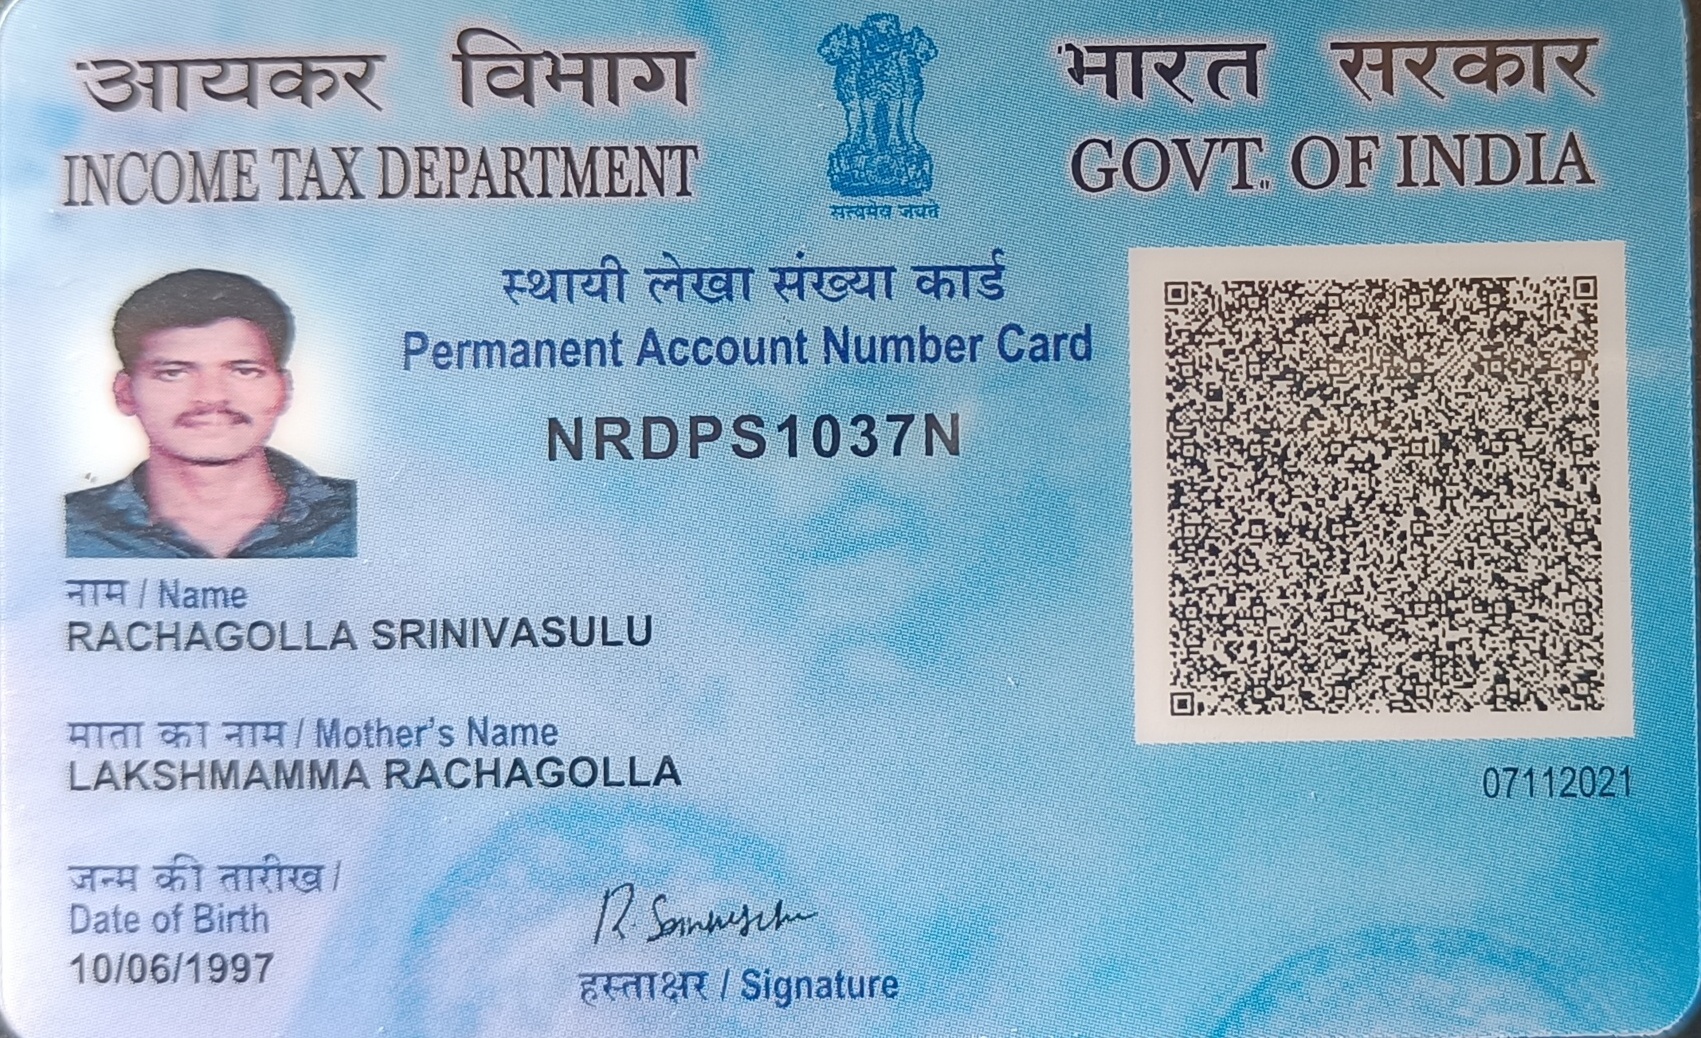 आयकर विभाग
INCOME TAX DEPARTMENT
भारत सरकार
GOVT. OF INDIA
सत्यमेव जयते
स्थायी लेखा संख्या कार्ड
Permanent Account Number Card
NRDPS1037N
नाम / Name
RACHAGOLLA SRINIVASULU
माता का नाम / Mother's Name
LAKSHMAMMA RACHAGOLLA
07112021
जन्म की तारीख /
Date of Birth
10/06/1997
हस्ताक्षर / Signature